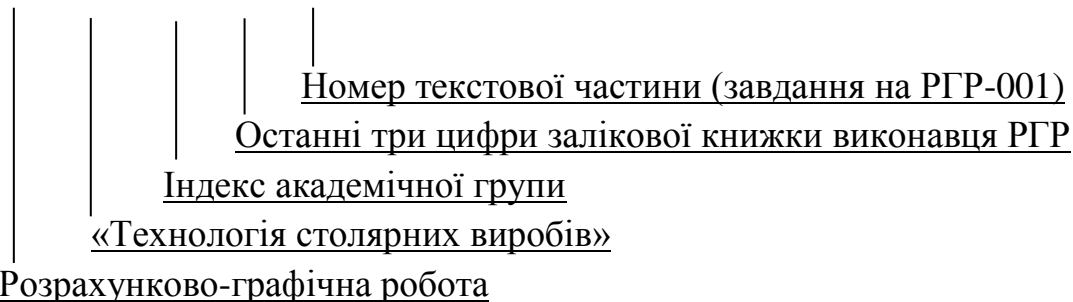 Номер текстової частини (завдання на РГР-001)
Останні три цифри залікової книжки виконавця РГР
Індекс академічної групи
«Технологія столярних виробів»
Розрахунково-графічна робота